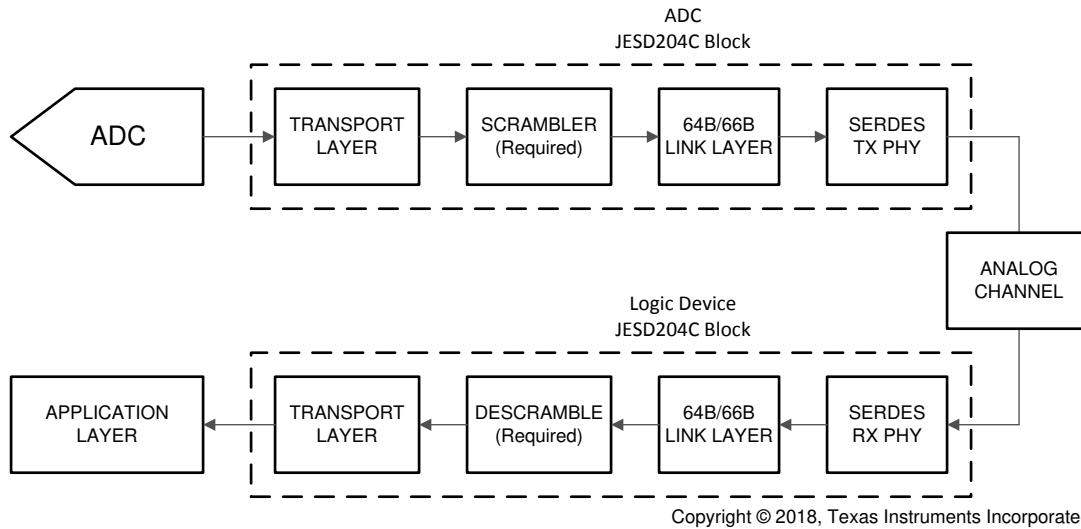 ADC
JESD204C Block
ADC
TRANSPORT
LAYER
SCRAMBLER
(Required)
64B/66B
LINK LAYER
SERDES
TX PHY
ANALOG
CHANNEL
Logic Device
JESD204C Block
APPLICATION
LAYER
TRANSPORT
LAYER
DESCRAMBLE
(Required)
64B/66B
LINK LAYER
SERDES
RX PHY
Copyright © 2018, Texas Instruments Incorporate